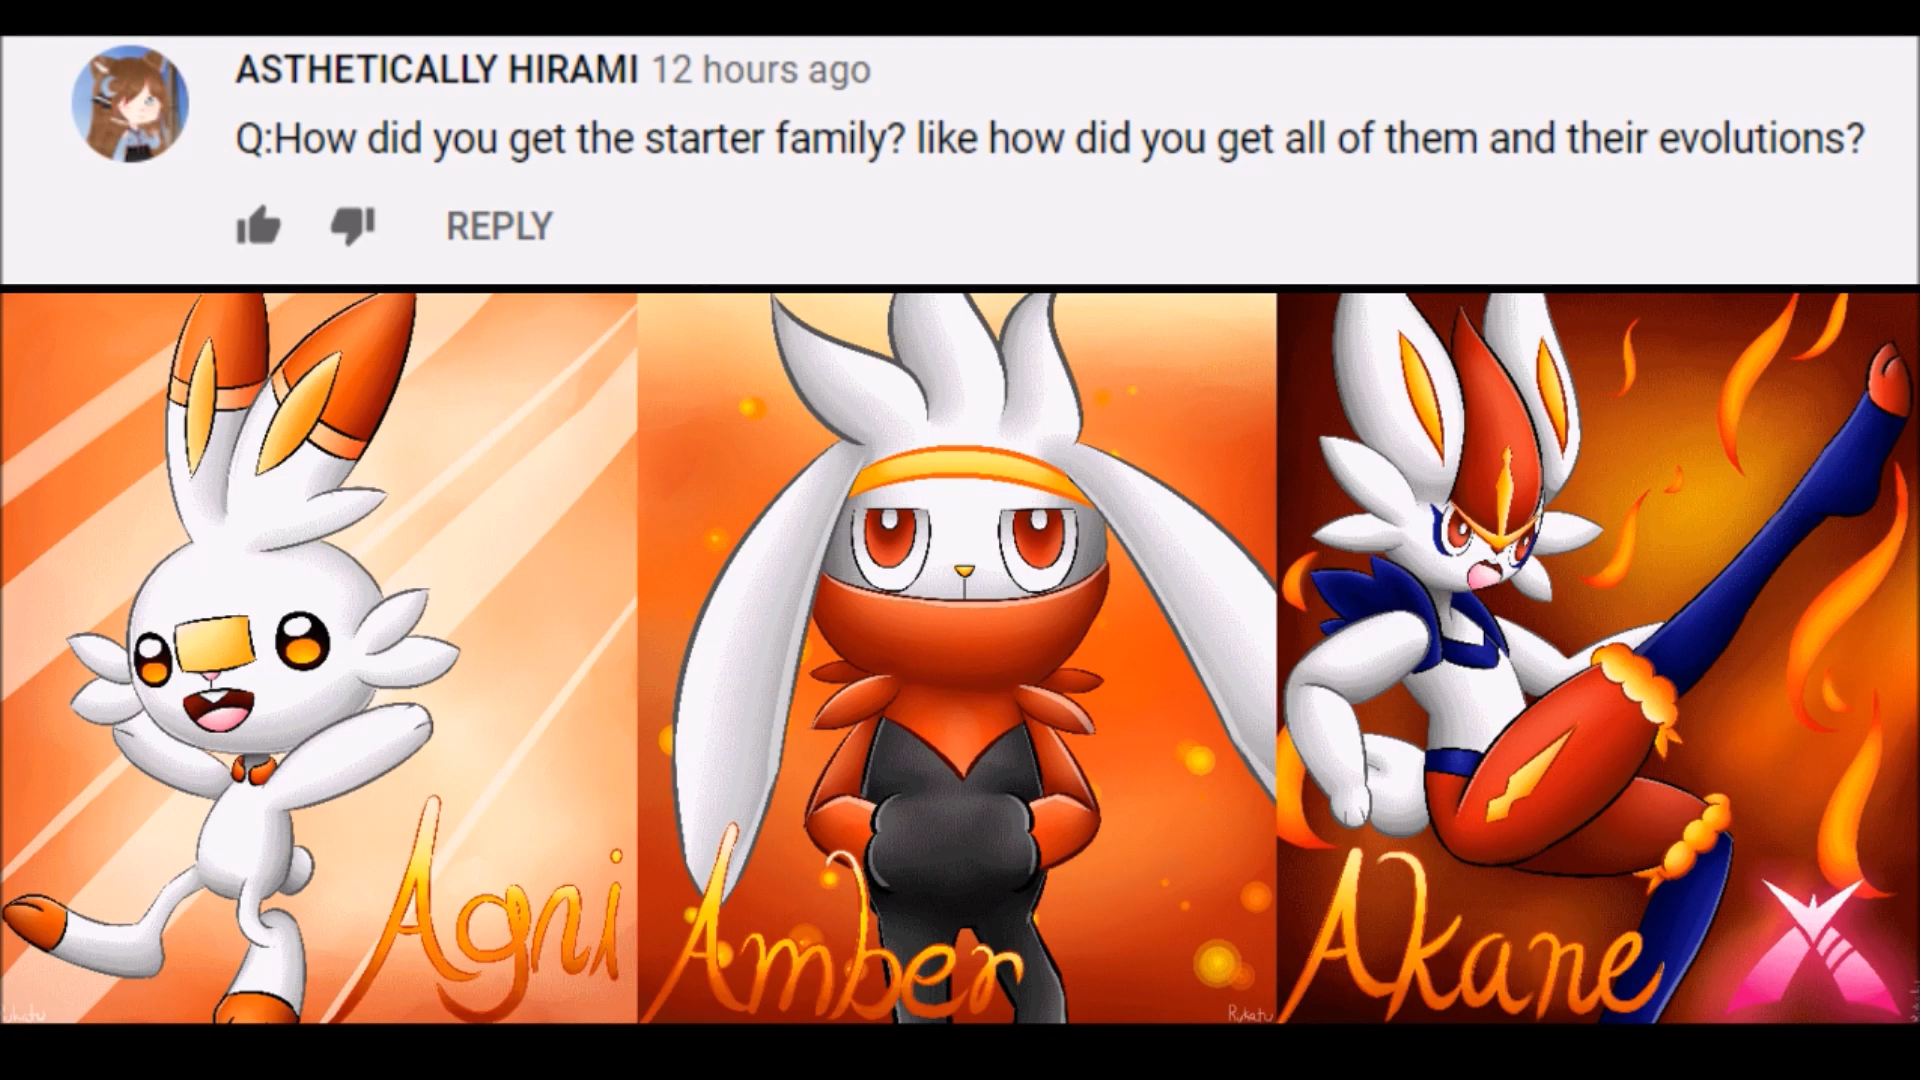 ASTHETICALLY HIRAMI 12 hours ago
Q:How did you get the starter family? like how did you get all of them and their evolutions?
REPLY
Agni
Amber
Akane
Rykatu